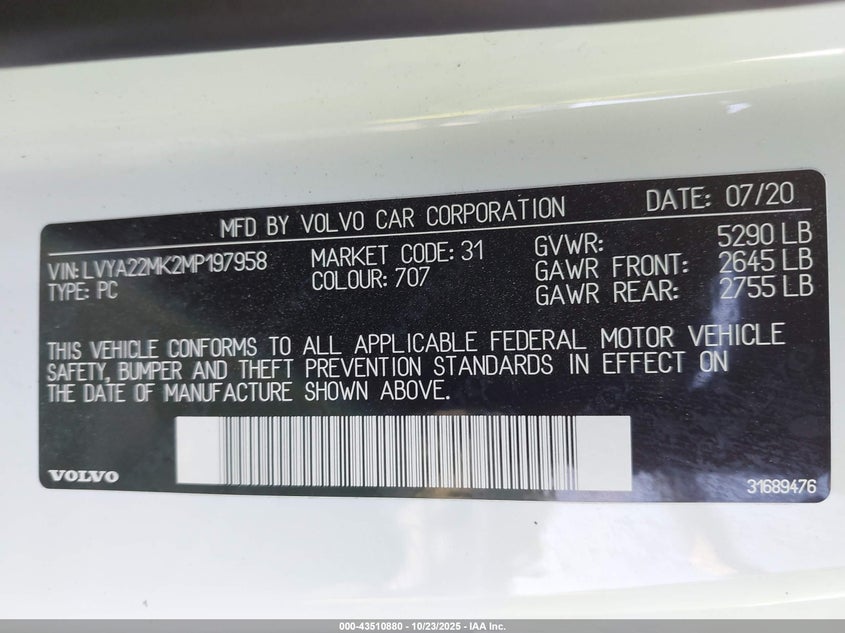 MFD BY VOLVO CAR CORPORATION DATE: 07/20
VIN: LVYA22MK2MP197958 MARKET CODE: 31 GVWR: 5290 LB
TYPE: PC COLOUR: 707 GAWR FRONT: 2645 LB
GAWR REAR: 2755 LB
THIS VEHICLE CONFORMS TO ALL APPLICABLE FEDERAL MOTOR VEHICLE
SAFETY, BUMPER AND THEFT PREVENTION STANDARDS IN EFFECT ON
THE DATE OF MANUFACTURE SHOWN ABOVE.
VOLVO 31689476
000-43510880 - 10/23/2025 - IAA Inc.